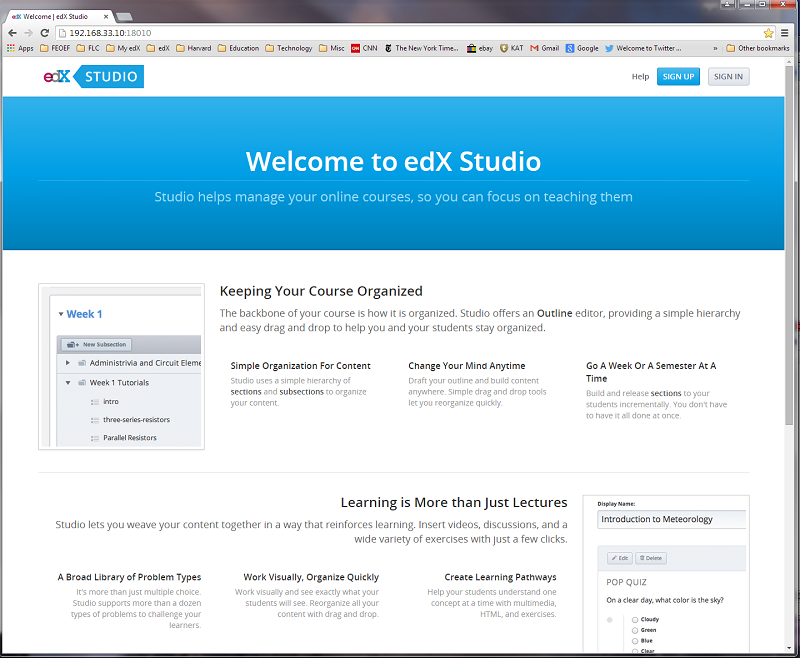 edX Welcome | edX Studio
192.168.33.10:18010
Apps FEOEF FLC My edX edX Harvard Education Technology Misc CNN The New York Time... ebay KAT Gmail Google Welcome to Twitter ... » Other bookmarks
edX STUDIO Help SIGN UP SIGN IN
Welcome to edX Studio
Studio helps manage your online courses, so you can focus on teaching them
Week 1
New Subsection
Administrivia and Circuit Eleme
Week 1 Tutorials
intro
three-series-resistors
Parallel Resistors
Keeping Your Course Organized
The backbone of your course is how it is organized. Studio offers an Outline editor, providing a simple hierarchy
and easy drag and drop to help you and your students stay organized.
Simple Organization For Content
Studio uses a simple hierarchy of
sections and subsections to organize
your content.
Change Your Mind Anytime
Draft your outline and build content
anywhere. Simple drag and drop tools
let you reorganize quickly.
Go A Week Or A Semester At A
Time
Build and release sections to your
students incrementally. You don't have
to have it all done at once.
Learning is More than Just Lectures
Studio lets you weave your content together in a way that reinforces learning. Insert videos, discussions, and a
wide variety of exercises with just a few clicks.
A Broad Library of Problem Types
It's more than just multiple choice.
Studio supports more than a dozen
types of problems to challenge your
learners.
Work Visually, Organize Quickly
Work visually and see exactly what your
students will see. Reorganize all your
content with drag and drop.
Create Learning Pathways
Help your students understand one
concept at a time with multimedia,
HTML, and exercises.
Display Name:
Introduction to Meteorology
Edit Delete
POP QUIZ
On a clear day, what color is the sky?
Cloudy
Green
Blue
Clear